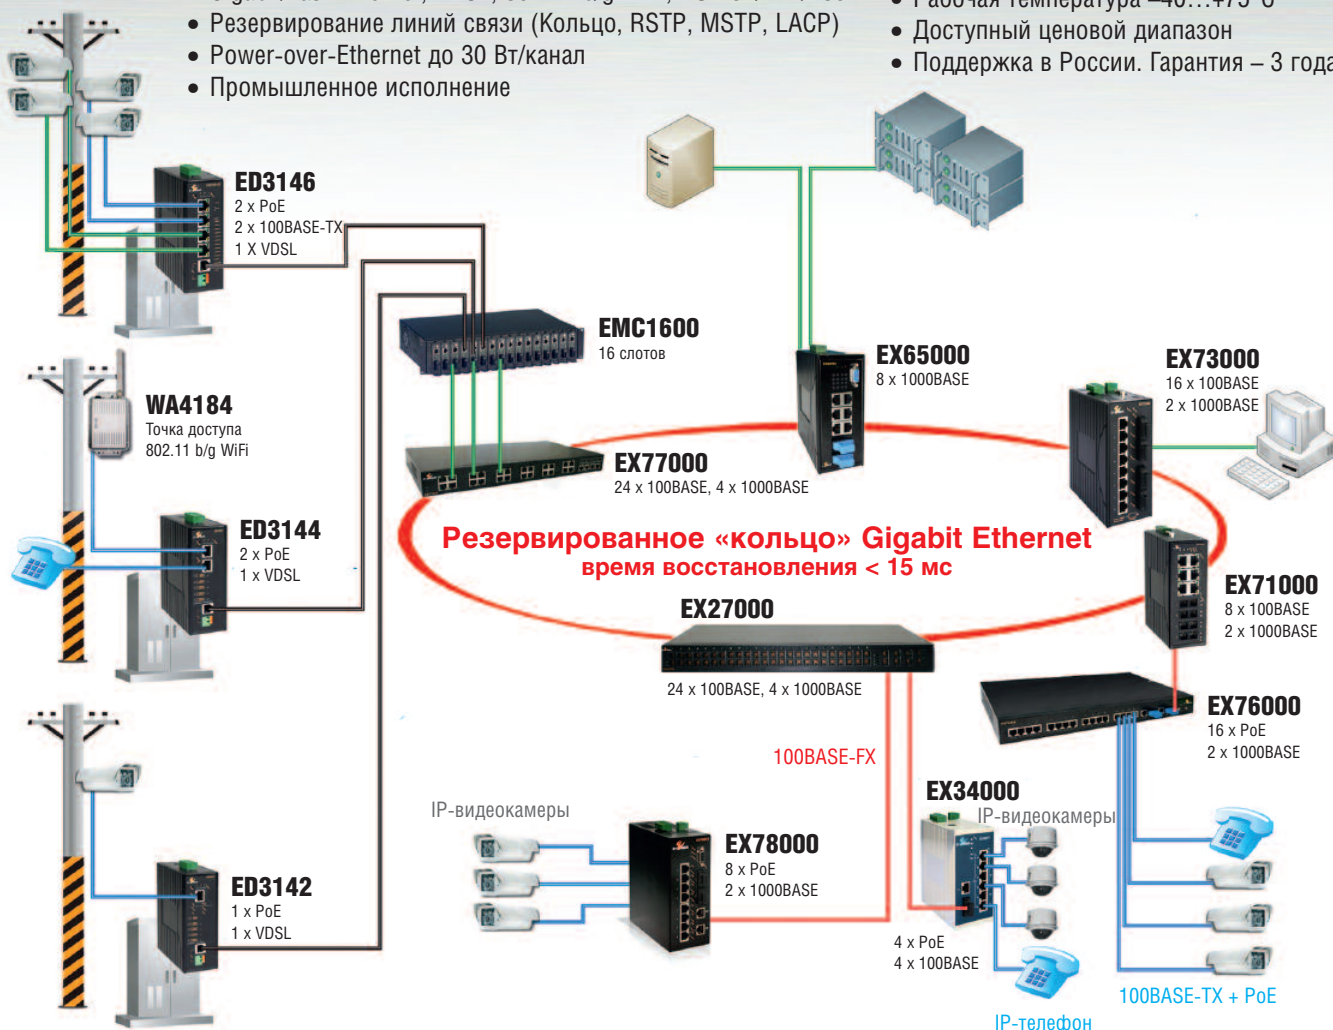 • Резервирование линий связи (Кольцо, RSTP, MSTP, LACP)
• Power-over-Ethernet до 30 Вт/канал
• Промышленное исполнение
• Рабочая температура –40…+75°C
• Доступный ценовой диапазон
• Поддержка в России. Гарантия – 3 года
ED3146
2 x PoE
2 x 100BASE-TX
1 X VDSL
EMC1600
16 слотов
EX65000
8 x 1000BASE
EX73000
16 x 100BASE
2 x 1000BASE
WA4184
Точка доступа
802.11 b/g WiFi
EX77000
24 x 100BASE, 4 x 1000BASE
ED3144
2 x PoE
1 x VDSL
Резервированное «кольцо» Gigabit Ethernet
время восстановления < 15 мс
EX71000
8 x 100BASE
2 x 1000BASE
EX27000
24 x 100BASE, 4 x 1000BASE
EX76000
16 x PoE
2 x 1000BASE
100BASE-FX
EX34000
IP-видеокамеры
4 x PoE
4 x 100BASE
IP-видеокамеры
EX78000
8 x PoE
2 x 1000BASE
ED3142
1 x PoE
1 x VDSL
100BASE-TX + PoE
IP-телефон